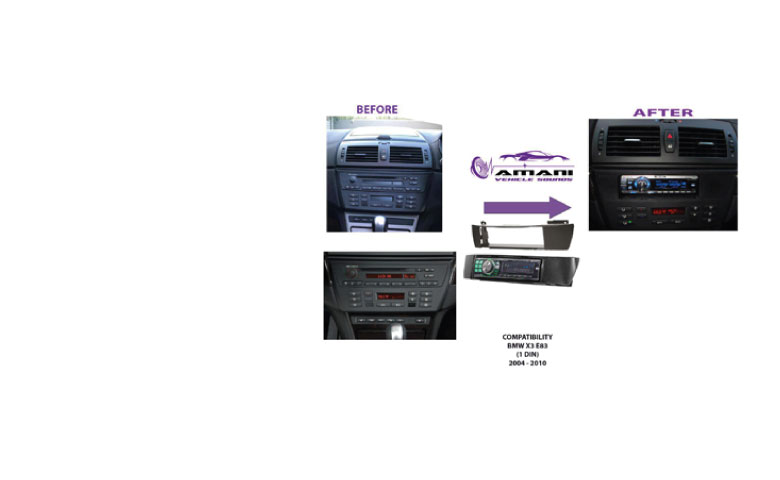 BEFORE
AFTER
AMANI
VEHICLE SOUNDS
COMPATIBILITY
BMW X3 E83
(1 DIN)
2004 - 2010